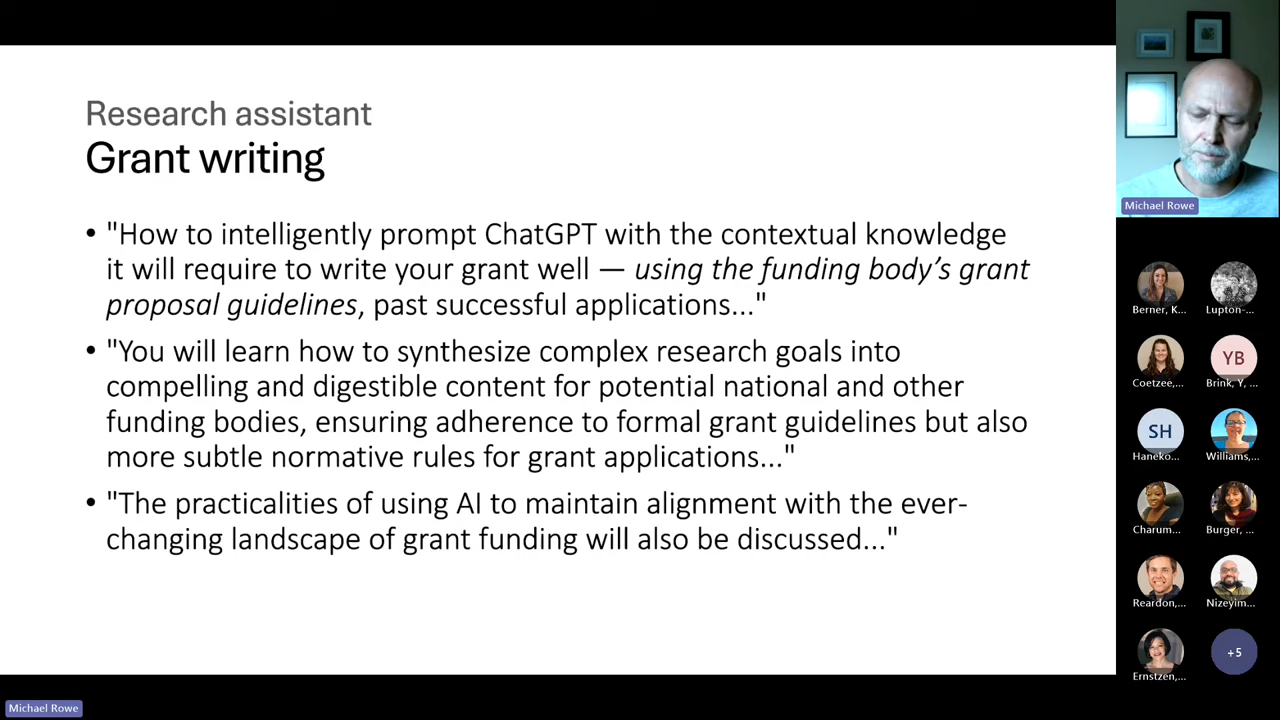 Research assistant
Grant writing
• "How to intelligently prompt ChatGPT with the contextual knowledge
it will require to write your grant well — using the funding body’s grant
proposal guidelines, past successful applications..."
• "You will learn how to synthesize complex research goals into
compelling and digestible content for potential national and other
funding bodies, ensuring adherence to formal grant guidelines but also
more subtle normative rules for grant applications..."
• "The practicalities of using AI to maintain alignment with the ever-
changing landscape of grant funding will also be discussed..."
Michael Rowe
Berner, K...
Lupton-...
Coetzee,...
YB
Brink, Y, ...
SH
Haneko...
Williams,...
Charum...
Burger, ...
Reardon,...
Nizeyim...
Ernstzen,...
+5
Michael Rowe